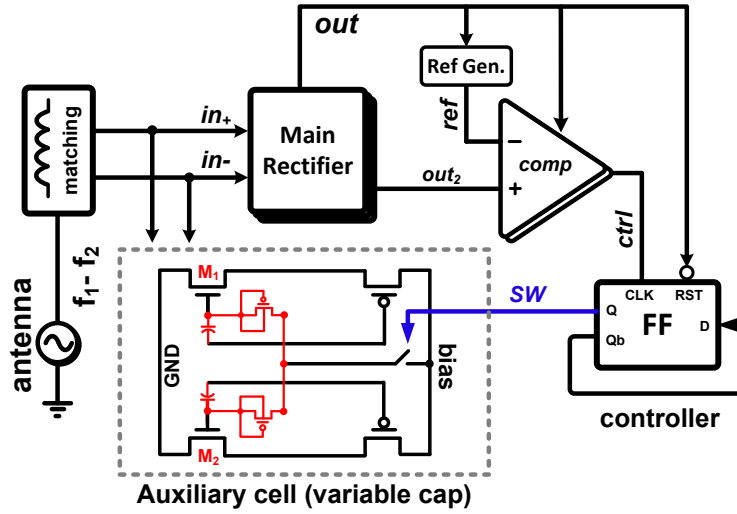 out
Ref Gen.
ref
matching
in+
in-
Main
Rectifier
out2
−
+
comp
ctrl
f1- f2
antenna
M1
GND
bias
M2
SW
CLK
RST
Q
FF
D
Qb
controller
Auxiliary cell (variable cap)